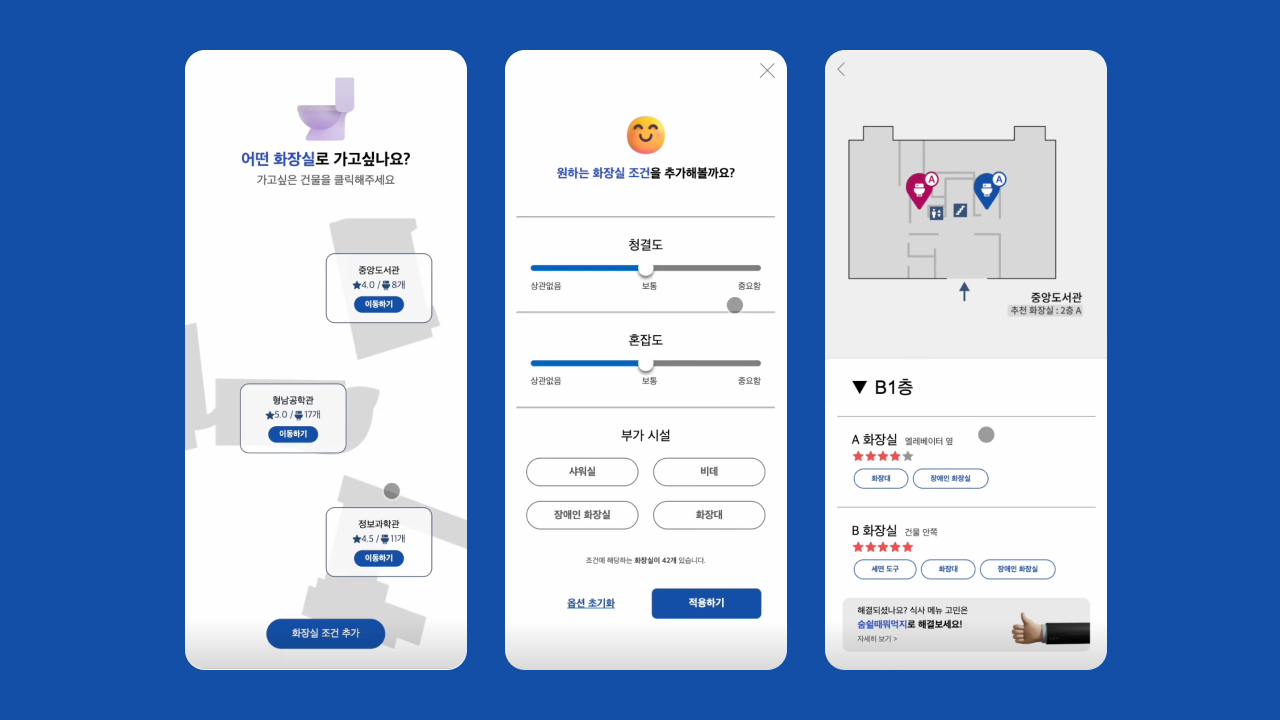 어떤 화장실로 가고싶나요?
가고싶은 건물을 클릭해주세요
중앙도서관
4.0 / 8개
이동하기
형남공학관
5.0 / 17개
이동하기
정보과학관
4.5 / 11개
이동하기
화장실 조건 추가
원하는 화장실 조건을 추가해볼까요?
청결도
상관없음 보통 중요함
혼잡도
상관없음 보통 중요함
부가 시설
샤워실 비데
장애인 화장실 화장대
조건에 해당하는 화장실이 42개 있습니다.
옵션 초기화 적용하기
A A
중앙도서관
추천 화장실 : 2층 A
▼ B1층
A 화장실 엘레베이터 옆
화장대 장애인 화장실
B 화장실 건물 안쪽
세면 도구 화장대 장애인 화장실
해결되셨나요? 식사 메뉴 고민은
숨쉴때뭐먹지로 해결보세요!
자세히 보기 >